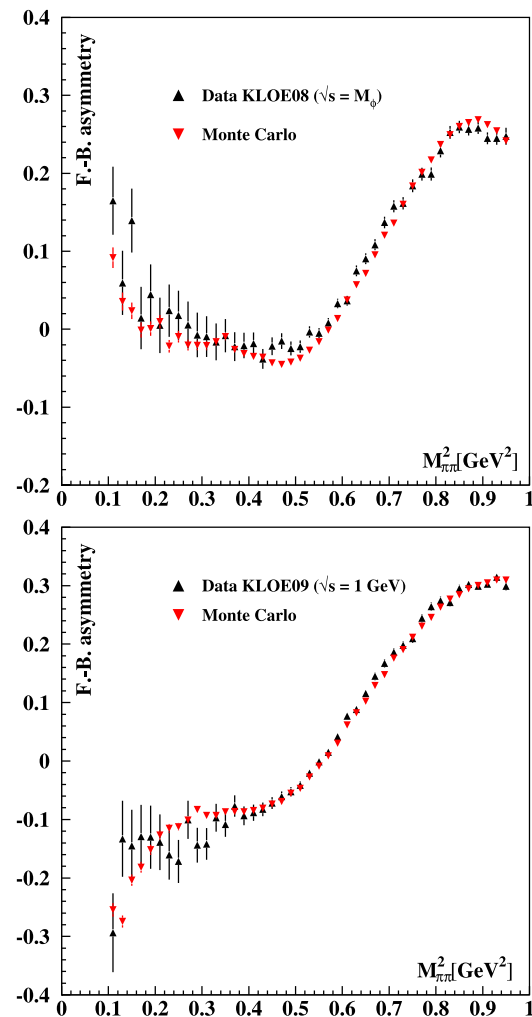 F.-B. asymmetry
0.4
0.3
0.2
0.1
0
-0.1
-0.2
▲ Data KLOE08 (√s = Mϕ)
▼ Monte Carlo
M²ππ[GeV²]
0 0.1 0.2 0.3 0.4 0.5 0.6 0.7 0.8 0.9 1
F.-B. asymmetry
0.4
0.3
0.2
0.1
0
-0.1
-0.2
-0.3
-0.4
▲ Data KLOE09 (√s = 1 GeV)
▼ Monte Carlo
M²ππ[GeV²]
0 0.1 0.2 0.3 0.4 0.5 0.6 0.7 0.8 0.9 1